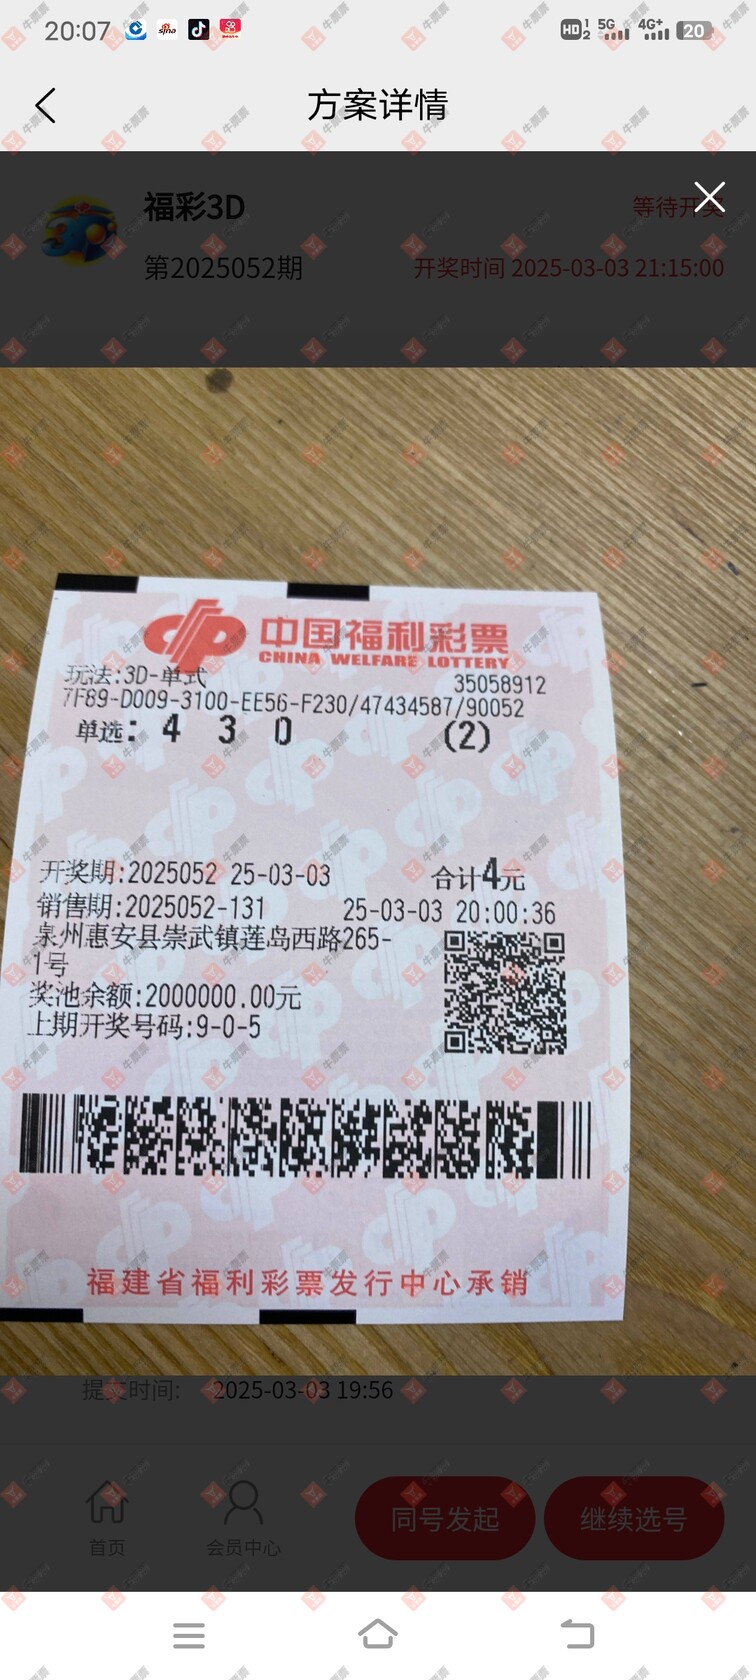 20:07
HD 1 2 5G 4G+ 20
方案详情
福彩3D
等待开奖
第2025052期
开奖时间 2025-03-03 21:15:00
中国福利彩票
CHINA WELFARE LOTTERY
玩法:3D-单式
35058912
7F89-D009-3100-EE56-F230/47434587/90052
单选: 4 3 0 (2)
开奖期:2025052 25-03-03 合计4元
销售期:2025052-131 25-03-03 20:00:36
泉州惠安县崇武镇莲岛西路265-
1号
奖池余额:2000000.00元
上期开奖号码:9-0-5
福建省福利彩票发行中心承销
提交时间: 2025-03-03 19:56
首页
会员中心
同号发起
继续选号